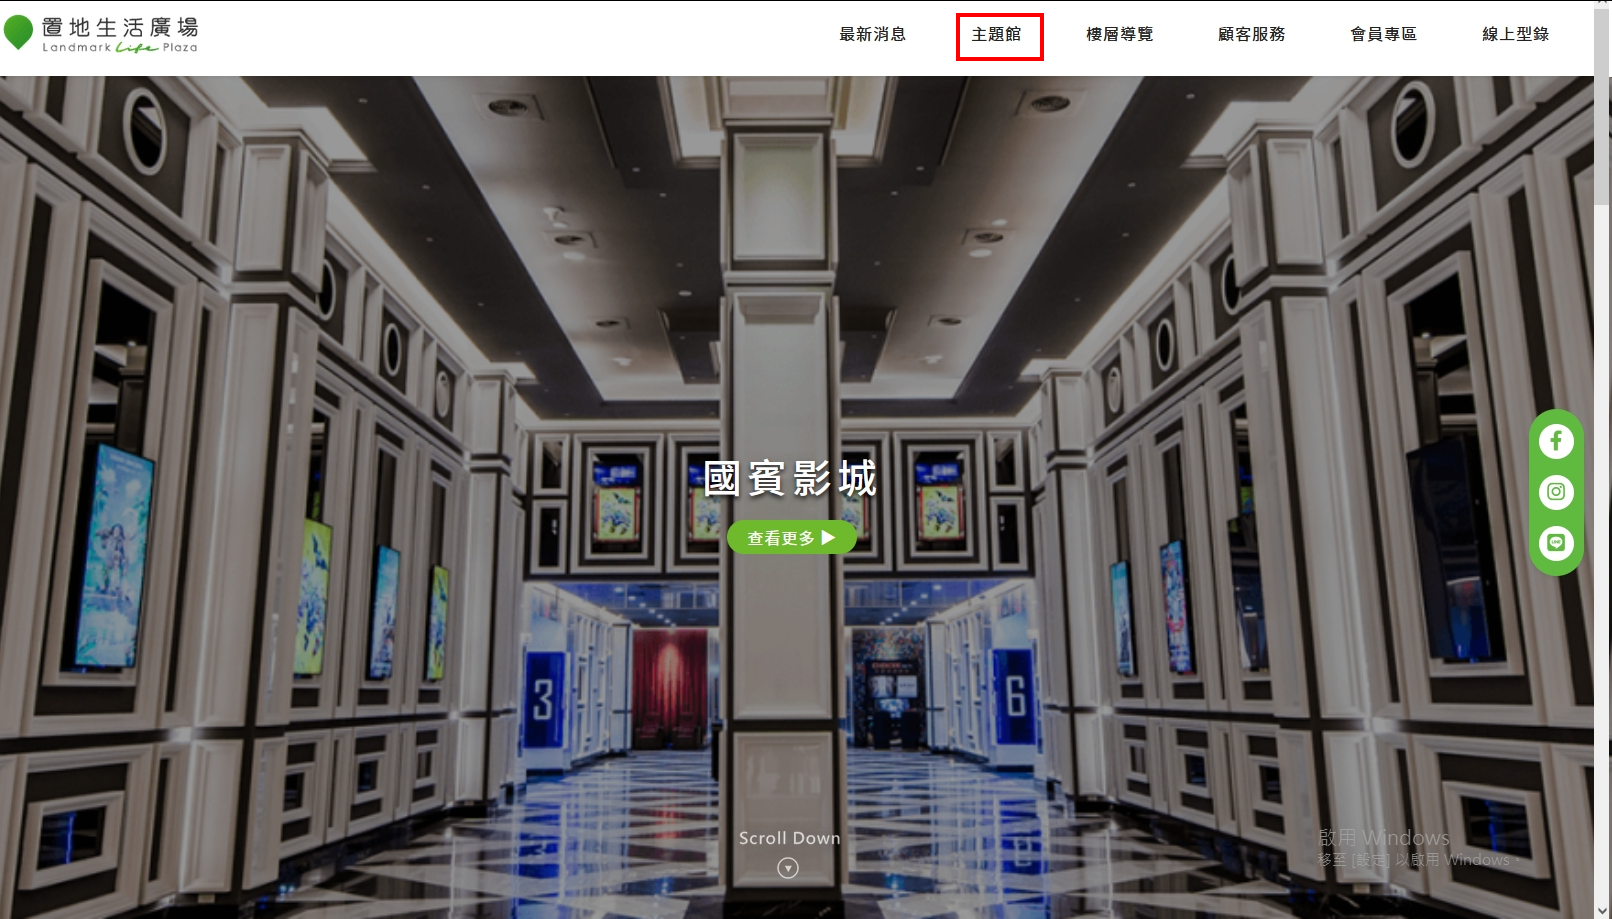 置地生活廣場
Landmark Life Plaza
最新消息
主題館
樓層導覽
顧客服務
會員專區
線上型錄
國賓影城
查看更多 ▶
3
6
Scroll Down
啟用 Windows
移至 [設定] 以啟用 Windows。